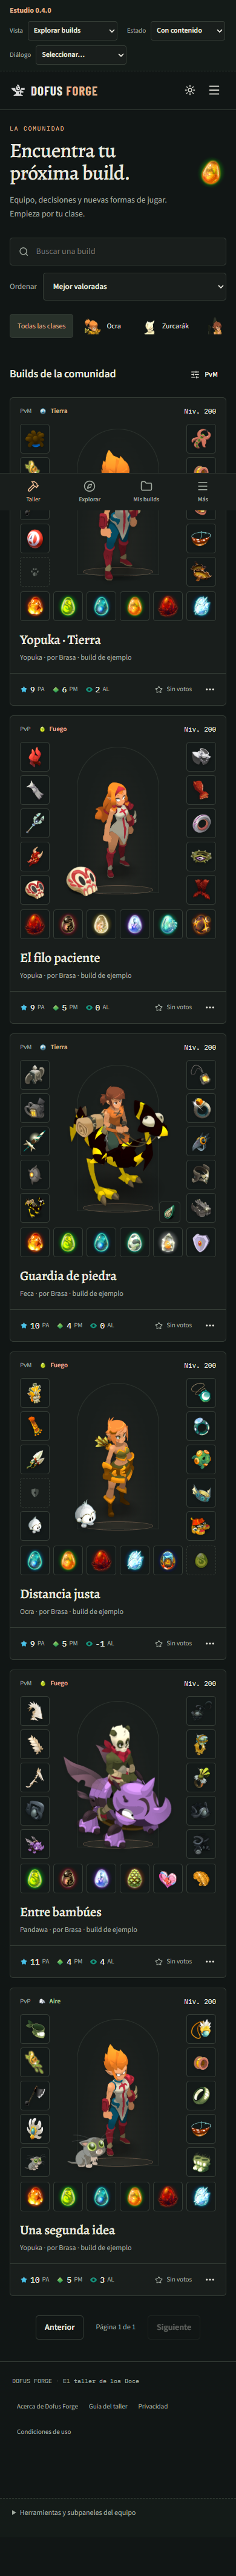 Estudio 0.4.0
Vista Explorar builds Estado Con contenido
Diálogo Seleccionar...
DOFUS FORGE
LA COMUNIDAD
Encuentra tu
próxima build.
Equipo, decisiones y nuevas formas de jugar.
Empieza por tu clase.
Buscar una build
Ordenar Mejor valoradas
Todas las clases Ocra Zurcarák
Builds de la comunidad PvM
PvM Tierra Niv. 200
Taller Explorar Mis builds Más
Yopuka · Tierra
Yopuka · por Brasa · build de ejemplo
9 PA 6 PM 2 AL Sin votos
PvP Fuego Niv. 200
El filo paciente
Yopuka · por Brasa · build de ejemplo
9 PA 5 PM 0 AL Sin votos
PvM Tierra Niv. 200
Guardia de piedra
Feca · por Brasa · build de ejemplo
10 PA 4 PM 0 AL Sin votos
PvM Fuego Niv. 200
Distancia justa
Ocra · por Brasa · build de ejemplo
9 PA 5 PM -1 AL Sin votos
PvM Fuego Niv. 200
Entre bambúes
Pandawa · por Brasa · build de ejemplo
11 PA 4 PM 4 AL Sin votos
PvP Aire Niv. 200
Una segunda idea
Yopuka · por Brasa · build de ejemplo
10 PA 5 PM 3 AL Sin votos
Anterior Página 1 de 1 Siguiente
DOFUS FORGE · El taller de los Doce
Acerca de Dofus Forge Guía del taller Privacidad
Condiciones de uso
Herramientas y subpaneles del equipo